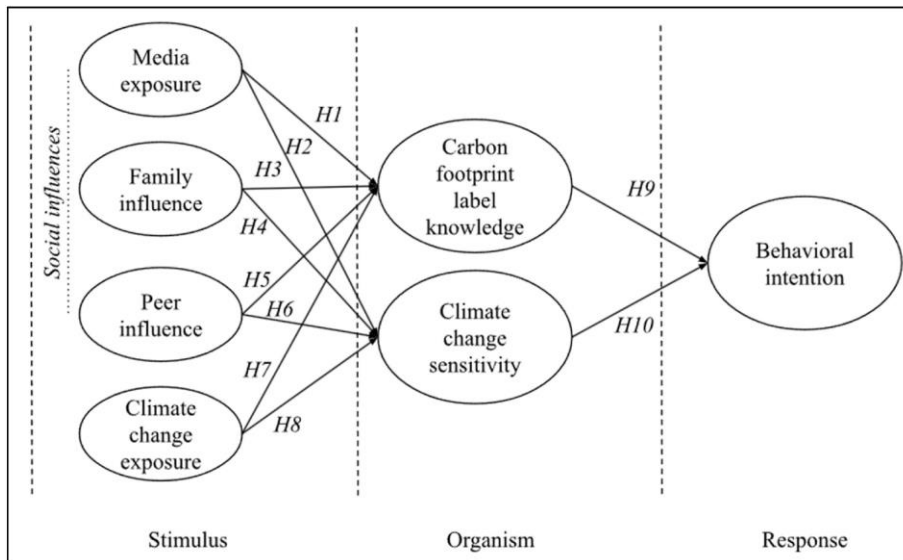 Media
exposure
Family
influence
Peer
influence
Climate
change
exposure
Social influences
H1
H2
H3
H4
H5
H6
H7
H8
Carbon
footprint
label
knowledge
Climate
change
sensitivity
H9
H10
Behavioral
intention
Stimulus
Organism
Response